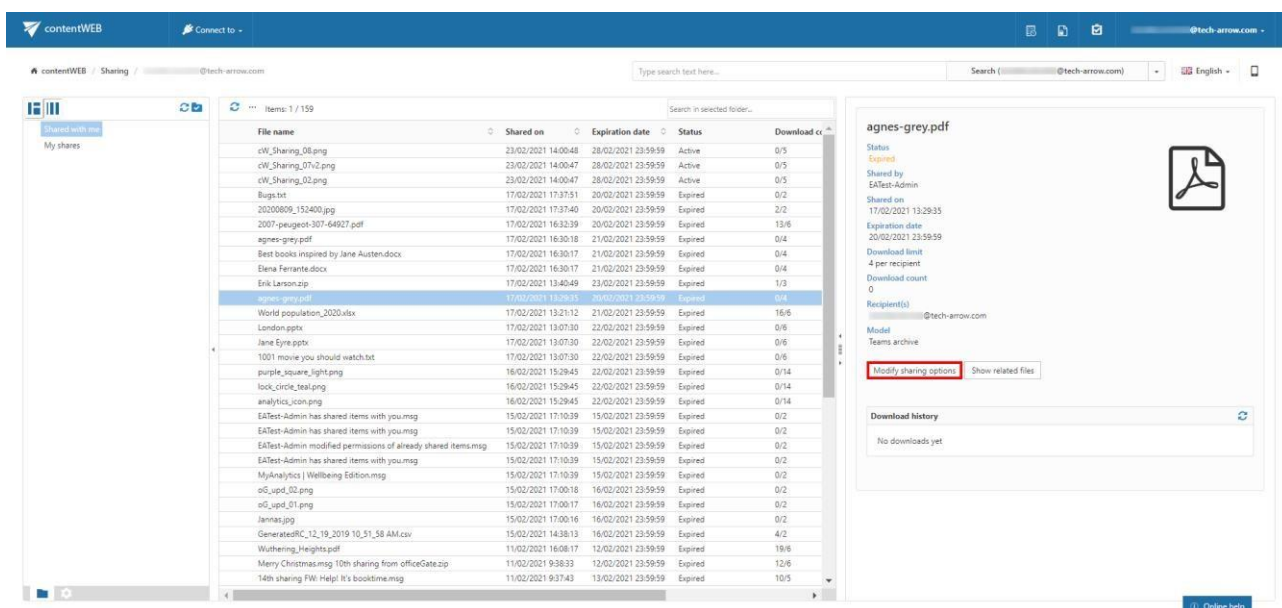 contentWEB
Connect to
@tech-arrow.com
contentWEB / Sharing / @tech-arrow.com
Type search text here...
Search ( @tech-arrow.com)
English
Shared with me
My shares
Items: 1 / 159
Search in selected folder...
File name Shared on Expiration date Status Download co
cW_Sharing_08.png 23/02/2021 14:00:48 28/02/2021 23:59:59 Active 0/5
cW_Sharing_07v2.png 23/02/2021 14:00:47 28/02/2021 23:59:59 Active 0/5
cW_Sharing_02.png 23/02/2021 14:00:47 28/02/2021 23:59:59 Active 0/5
Bugs.txt 17/02/2021 17:37:51 20/02/2021 23:59:59 Expired 0/2
20200809_152400.jpg 17/02/2021 17:37:40 20/02/2021 23:59:59 Expired 2/2
2007-peugeot-307-64927.pdf 17/02/2021 16:32:39 20/02/2021 23:59:59 Expired 13/6
agnes-grey.pdf 17/02/2021 16:30:18 21/02/2021 23:59:59 Expired 0/4
Best books inspired by Jane Austen.docx 17/02/2021 16:30:17 21/02/2021 23:59:59 Expired 0/4
Elena Ferrante.docx 17/02/2021 16:30:17 21/02/2021 23:59:59 Expired 0/4
Erik Larson.zip 17/02/2021 13:40:49 23/02/2021 23:59:59 Expired 1/3
agnes-grey.pdf 17/02/2021 13:29:35 20/02/2021 23:59:59 Expired 0/4
World population_2020.xlsx 17/02/2021 13:21:12 21/02/2021 23:59:59 Expired 16/6
London.pptx 17/02/2021 13:07:30 22/02/2021 23:59:59 Expired 0/6
Jane Eyre.pptx 17/02/2021 13:07:30 22/02/2021 23:59:59 Expired 0/6
1001 movie you should watch.txt 17/02/2021 13:07:30 22/02/2021 23:59:59 Expired 0/6
purple_square_light.png 16/02/2021 15:29:45 22/02/2021 23:59:59 Expired 0/14
lock_circle_teal.png 16/02/2021 15:29:45 22/02/2021 23:59:59 Expired 0/14
analytics_icon.png 16/02/2021 15:29:45 22/02/2021 23:59:59 Expired 0/14
EATest-Admin has shared items with you.msg 15/02/2021 17:10:39 15/02/2021 23:59:59 Expired 0/2
EATest-Admin has shared items with you.msg 15/02/2021 17:10:39 15/02/2021 23:59:59 Expired 0/2
EATest-Admin modified permissions of already shared items.msg 15/02/2021 17:10:39 15/02/2021 23:59:59 Expired 0/2
EATest-Admin has shared items with you.msg 15/02/2021 17:10:39 15/02/2021 23:59:59 Expired 0/2
MyAnalytics | Wellbeing Edition.msg 15/02/2021 17:10:39 15/02/2021 23:59:59 Expired 0/2
oG_upd_02.png 15/02/2021 17:00:18 16/02/2021 23:59:59 Expired 0/2
oG_upd_01.png 15/02/2021 17:00:17 16/02/2021 23:59:59 Expired 0/2
Jannas.jpg 15/02/2021 17:00:16 16/02/2021 23:59:59 Expired 0/2
GeneratedRC_12_19_2019 10_51_58 AM.csv 15/02/2021 14:38:13 16/02/2021 23:59:59 Expired 4/2
Wuthering_Heights.pdf 11/02/2021 16:08:17 12/02/2021 23:59:59 Expired 19/6
Merry Christmas.msg 10th sharing from officeGate.zip 11/02/2021 9:38:33 12/02/2021 23:59:59 Expired 12/6
14th sharing FW: Help! It's booktime.msg 11/02/2021 9:37:43 13/02/2021 23:59:59 Expired 10/5
agnes-grey.pdf
Status
Expired
Shared by
EATest-Admin
Shared on
17/02/2021 13:29:35
Expiration date
20/02/2021 23:59:59
Download limit
4 per recipient
Download count
0
Recipient(s)
@tech-arrow.com
Model
Teams archive
Modify sharing options
Show related files
Download history
No downloads yet
Online help